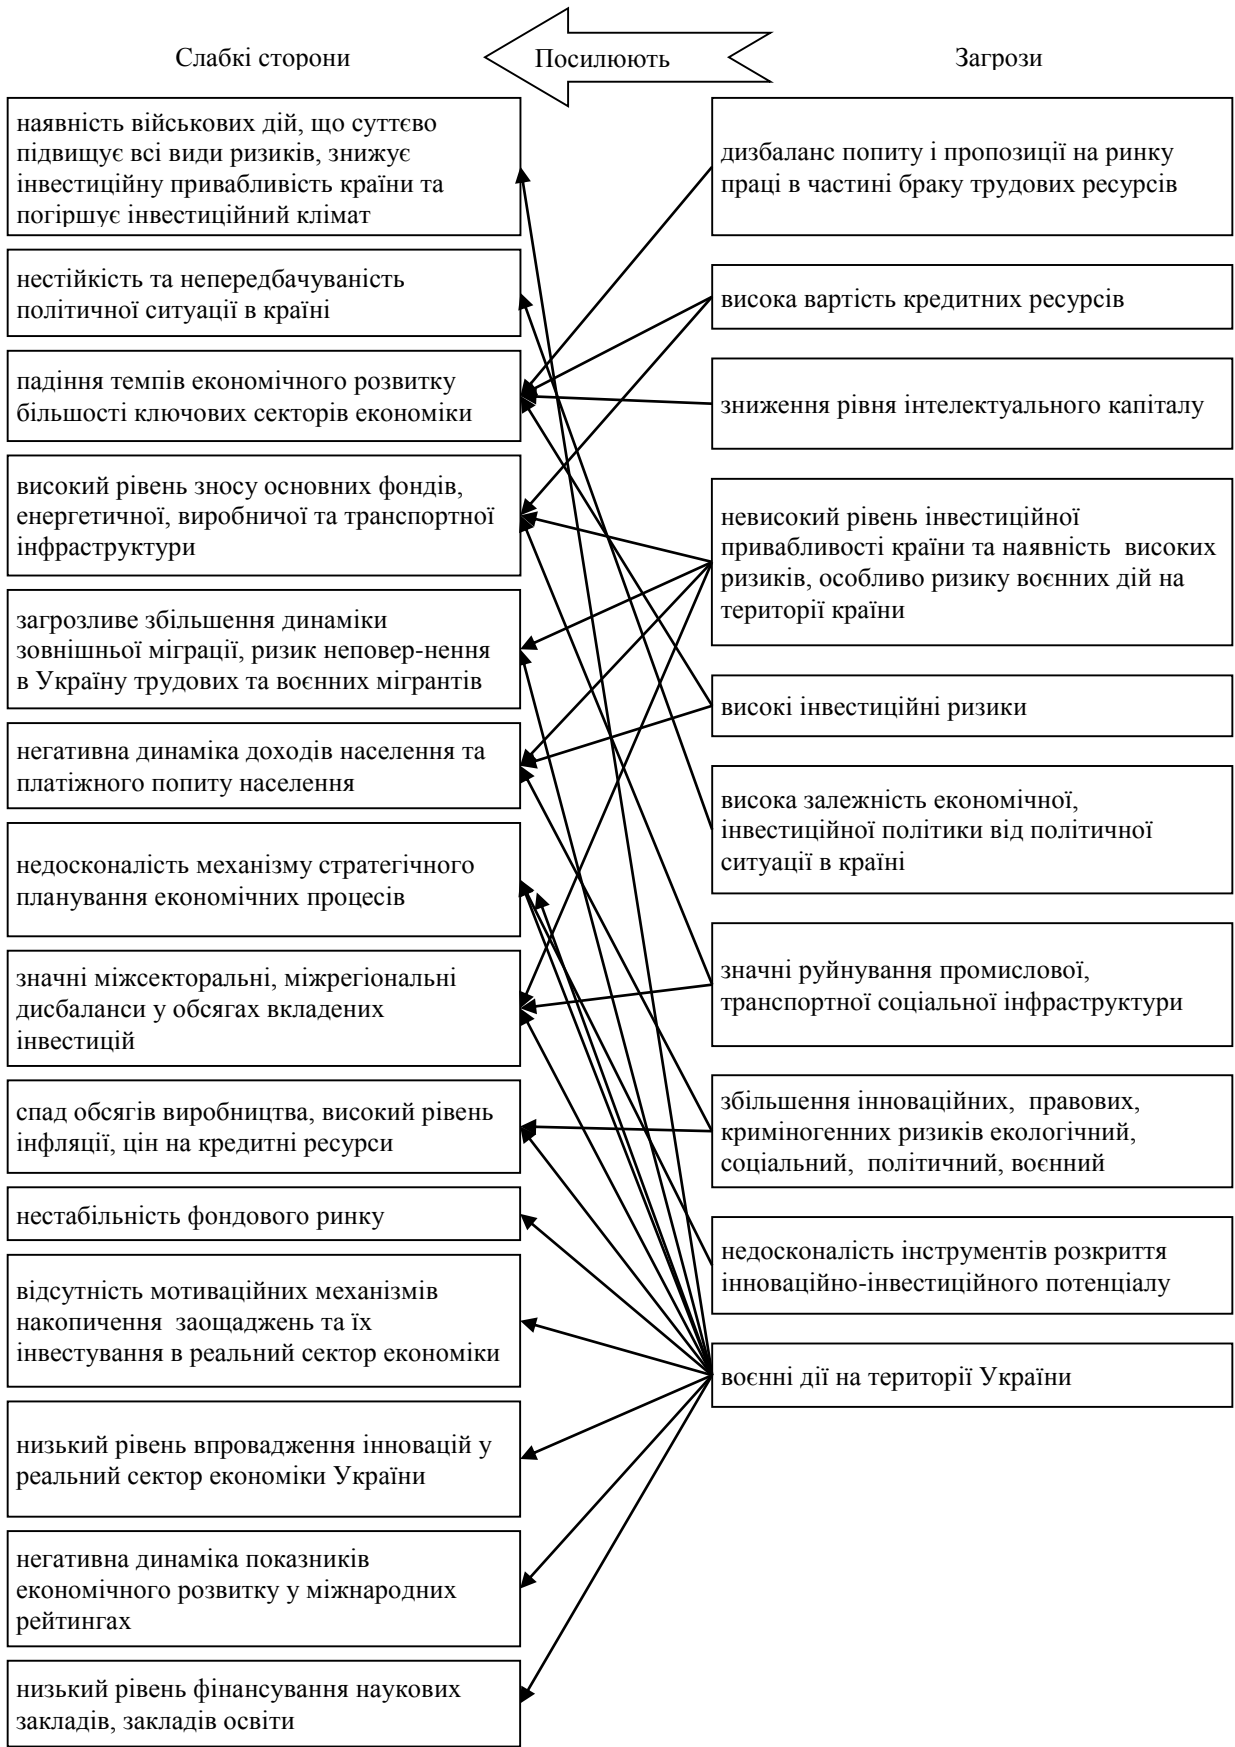 Слабкі сторони
Посилюють
Загрози
наявність військових дій, що суттєво
підвищує всі види ризиків, знижує
інвестиційну привабливість країни та
погіршує інвестиційний клімат
нестійкість та непередбачуваність
політичної ситуації в країні
падіння темпів економічного розвитку
більшості ключових секторів економіки
високий рівень зносу основних фондів,
енергетичної, виробничої та транспортної
інфраструктури
загрозливе збільшення динаміки
зовнішньої міграції, ризик неповер-нення
в Україну трудових та воєнних мігрантів
негативна динаміка доходів населення та
платіжного попиту населення
недосконалість механізму стратегічного
планування економічних процесів
значні міжсекторальні, міжрегіональні
дисбаланси у обсягах вкладених
інвестицій
спад обсягів виробництва, високий рівень
інфляції, цін на кредитні ресурси
нестабільність фондового ринку
відсутність мотиваційних механізмів
накопичення  заощаджень та їх
інвестування в реальний сектор економіки
низький рівень впровадження інновацій у
реальний сектор економіки України
негативна динаміка показників
економічного розвитку у міжнародних
рейтингах
низький рівень фінансування наукових
закладів, закладів освіти
дизбаланс попиту і пропозиції на ринку
праці в частині браку трудових ресурсів
висока вартість кредитних ресурсів
зниження рівня інтелектуального капіталу
невисокий рівень інвестиційної
привабливості країни та наявність  високих
ризиків, особливо ризику воєнних дій на
території країни
високі інвестиційні ризики
висока залежність економічної,
інвестиційної політики від політичної
ситуації в країні
значні руйнування промислової,
транспортної соціальної інфраструктури
збільшення інноваційних,  правових,
криміногенних ризиків екологічний,
соціальний,  політичний, воєнний
недосконалість інструментів розкриття
інноваційно-інвестиційного потенціалу
воєнні дії на території України